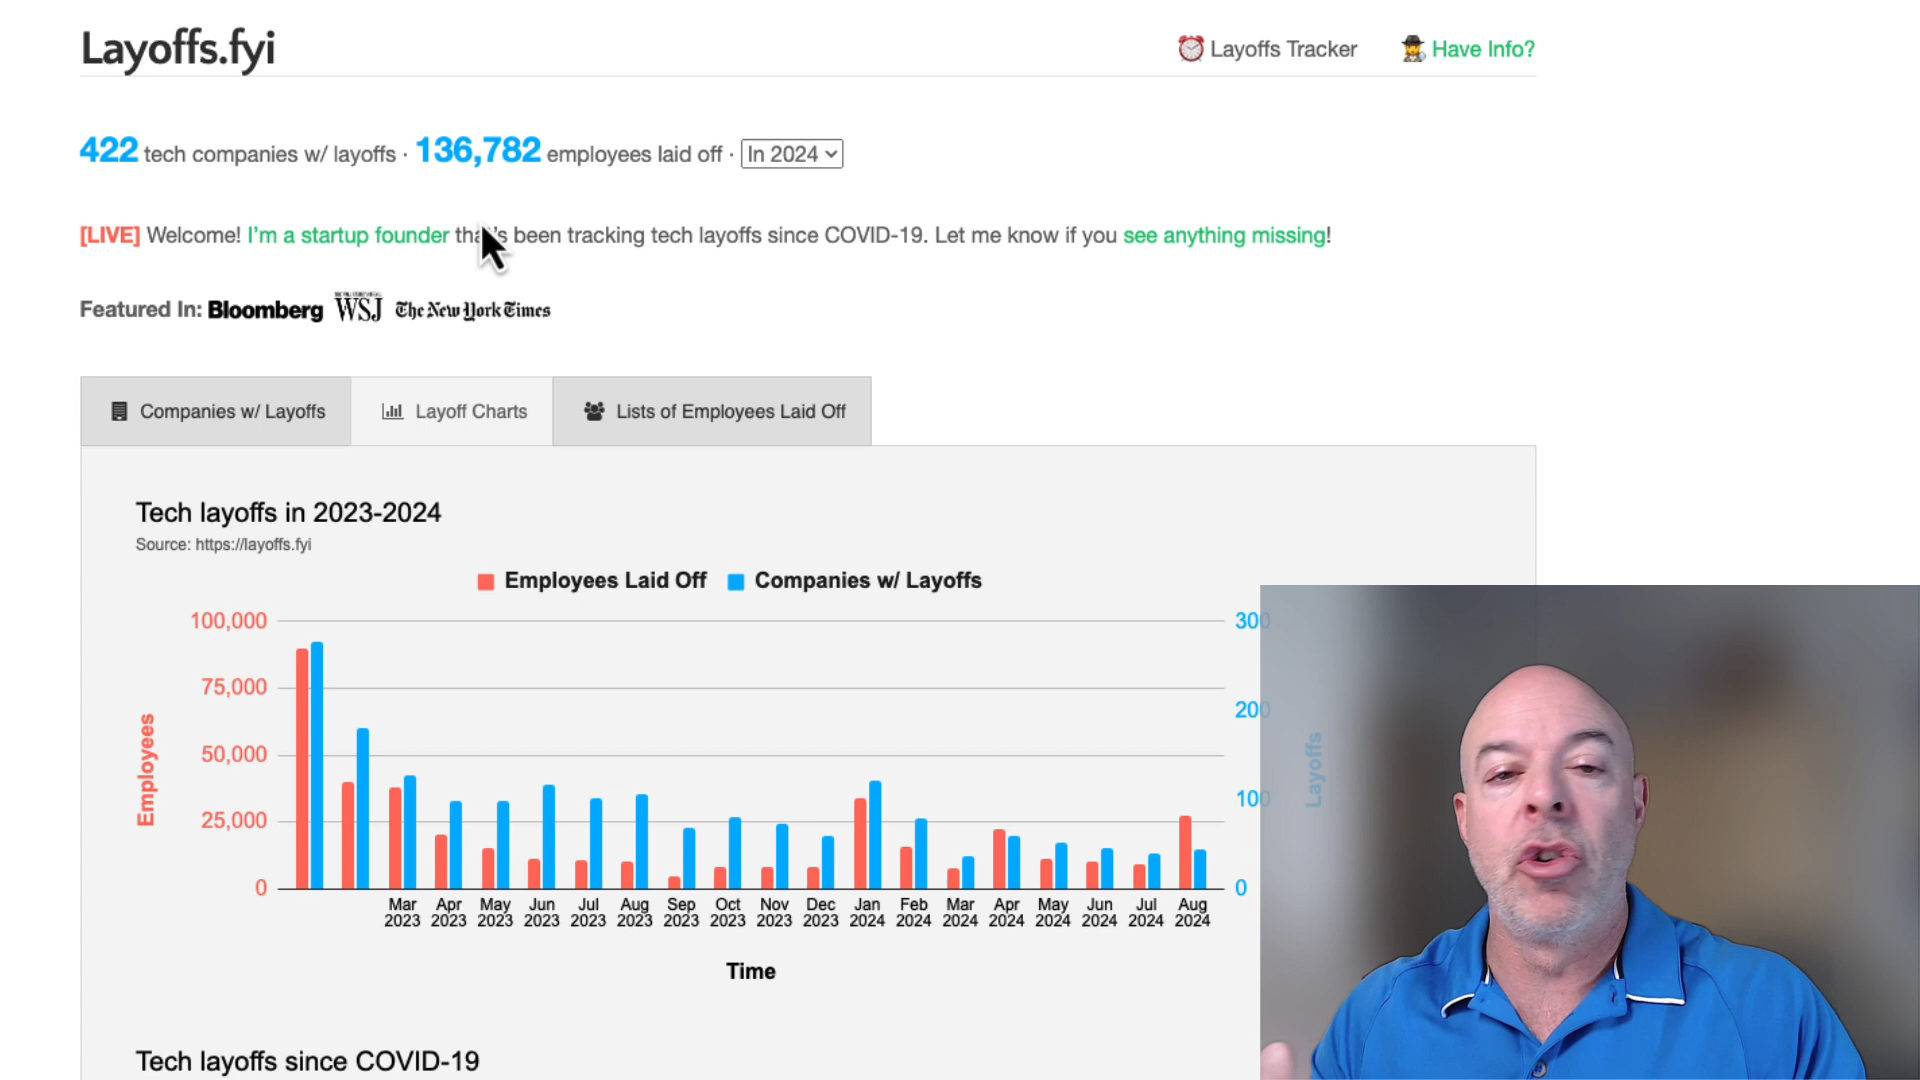 Layoffs.fyi
Layoffs Tracker
Have Info?
422 tech companies w/ layoffs · 136,782 employees laid off · In 2024
[LIVE] Welcome! I'm a startup founder that's been tracking tech layoffs since COVID-19. Let me know if you see anything missing!
Featured In: Bloomberg WSJ The New York Times
Companies w/ Layoffs
Layoff Charts
Lists of Employees Laid Off
Tech layoffs in 2023-2024
Source: https://layoffs.fyi
Employees Laid Off
Companies w/ Layoffs
100,000
75,000
50,000
25,000
0
Employees
300
200
100
0
Layoffs
Mar 2023
Apr 2023
May 2023
Jun 2023
Jul 2023
Aug 2023
Sep 2023
Oct 2023
Nov 2023
Dec 2023
Jan 2024
Feb 2024
Mar 2024
Apr 2024
May 2024
Jun 2024
Jul 2024
Aug 2024
Time
Tech layoffs since COVID-19